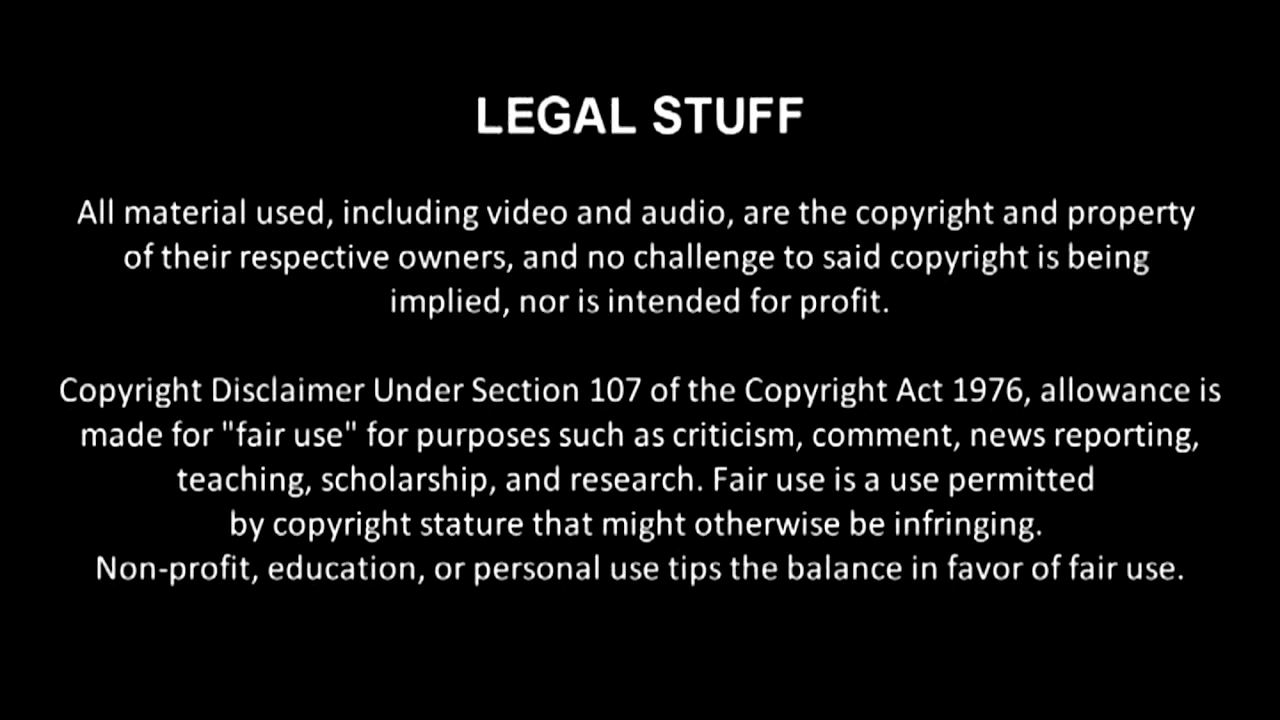 LEGAL STUFF
All material used, including video and audio, are the copyright and property
of their respective owners, and no challenge to said copyright is being
implied, nor is intended for profit.
Copyright Disclaimer Under Section 107 of the Copyright Act 1976, allowance is
made for "fair use" for purposes such as criticism, comment, news reporting,
teaching, scholarship, and research. Fair use is a use permitted
by copyright stature that might otherwise be infringing.
Non-profit, education, or personal use tips the balance in favor of fair use.